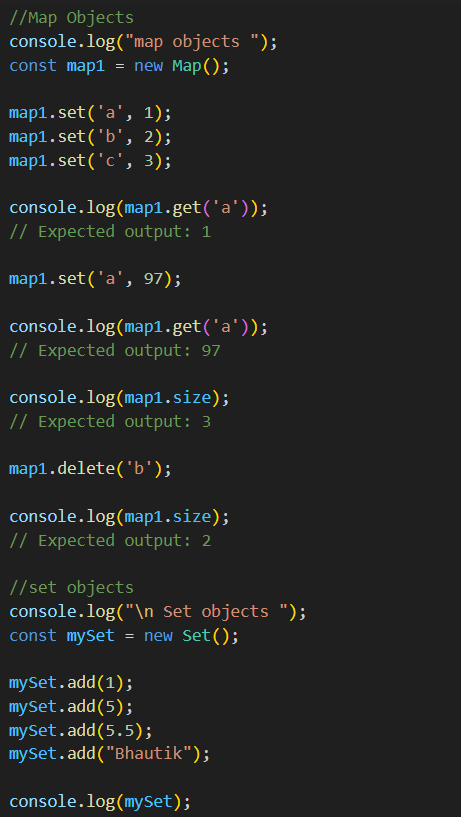 //Map Objects
console.log("map objects ");
const map1 = new Map();
map1.set('a', 1);
map1.set('b', 2);
map1.set('c', 3);
console.log(map1.get('a'));
// Expected output: 1
map1.set('a', 97);
console.log(map1.get('a'));
// Expected output: 97
console.log(map1.size);
// Expected output: 3
map1.delete('b');
console.log(map1.size);
// Expected output: 2
//set objects
console.log("\n Set objects ");
const mySet = new Set();
mySet.add(1);
mySet.add(5);
mySet.add(5.5);
mySet.add("Bhautik");
console.log(mySet);